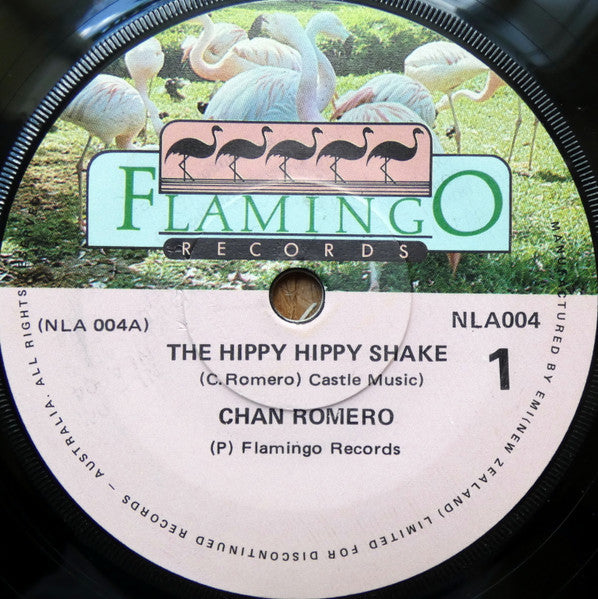 FLAMINGO
RECORDS
(NLA 004A)
NLA004
THE HIPPY HIPPY SHAKE
1
(C.Romero) Castle Music)
CHAN ROMERO
(P) Flamingo Records
MANUFACTURED BY EMI(NEW ZEALAND) LIMITED FOR DISCONTINUED RECORDS – AUSTRALIA. ALL RIGHTS